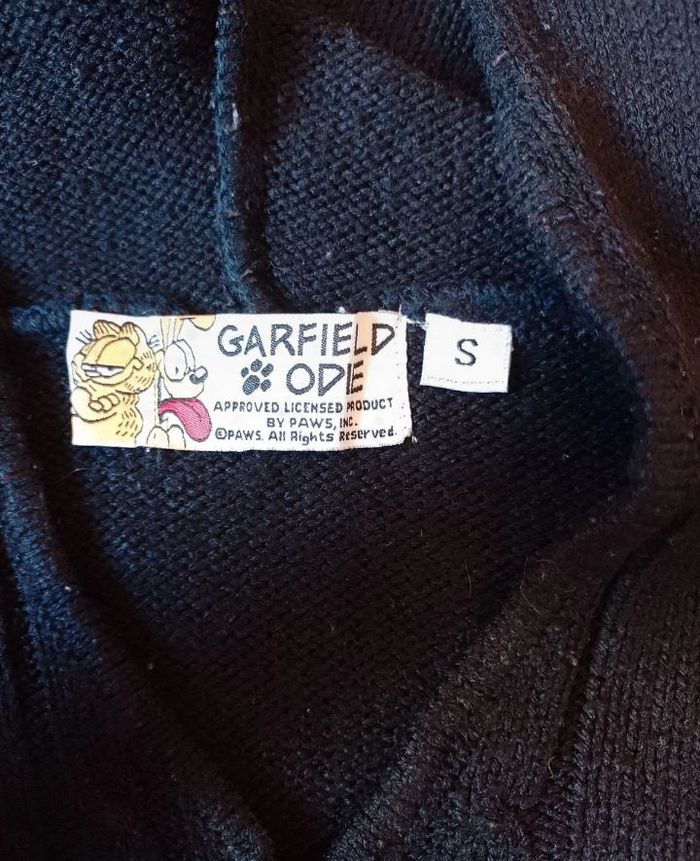 GARFIELD
ODIE
APPROVED LICENSED PRODUCT
BY PAWS, INC.
©PAWS. All Rights Reserved.
S